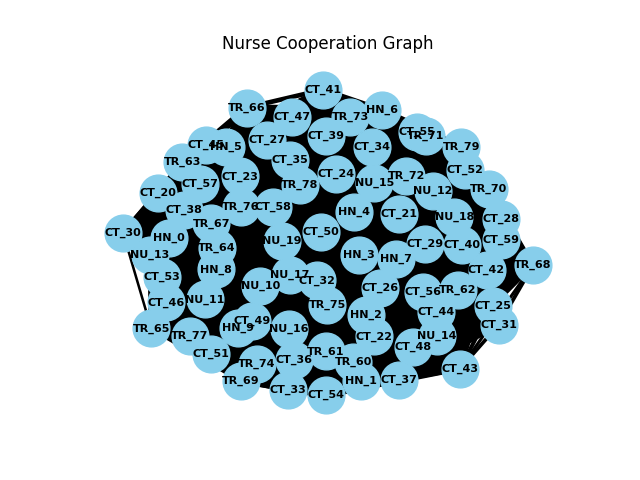 Nurse Cooperation Graph
CT_41
TR_66
CT_47
TR_73
HN_6
CT_39
CT_55
TR_71
CT_27
CT_45
HN_5
CT_34
TR_79
TR_63
CT_35
CT_52
CT_23
CT_24
TR_72
CT_57
TR_78
NU_15
NU_12
TR_70
CT_20
TR_76
CT_58
CT_38
HN_4
CT_21
NU_18
CT_28
TR_67
CT_30
HN_0
CT_50
NU_19
CT_29
CT_40
CT_59
TR_64
NU_13
HN_3
HN_7
TR_68
HN_8
CT_42
CT_53
NU_17
CT_32
NU_10
CT_26
CT_56
TR_62
CT_46
NU_11
TR_75
CT_44
CT_25
HN_2
CT_49
CT_31
TR_65
HN_9
NU_16
TR_77
CT_22
NU_14
CT_48
CT_51
TR_61
CT_36
TR_74
TR_60
CT_43
TR_69
HN_1
CT_37
CT_33
CT_54